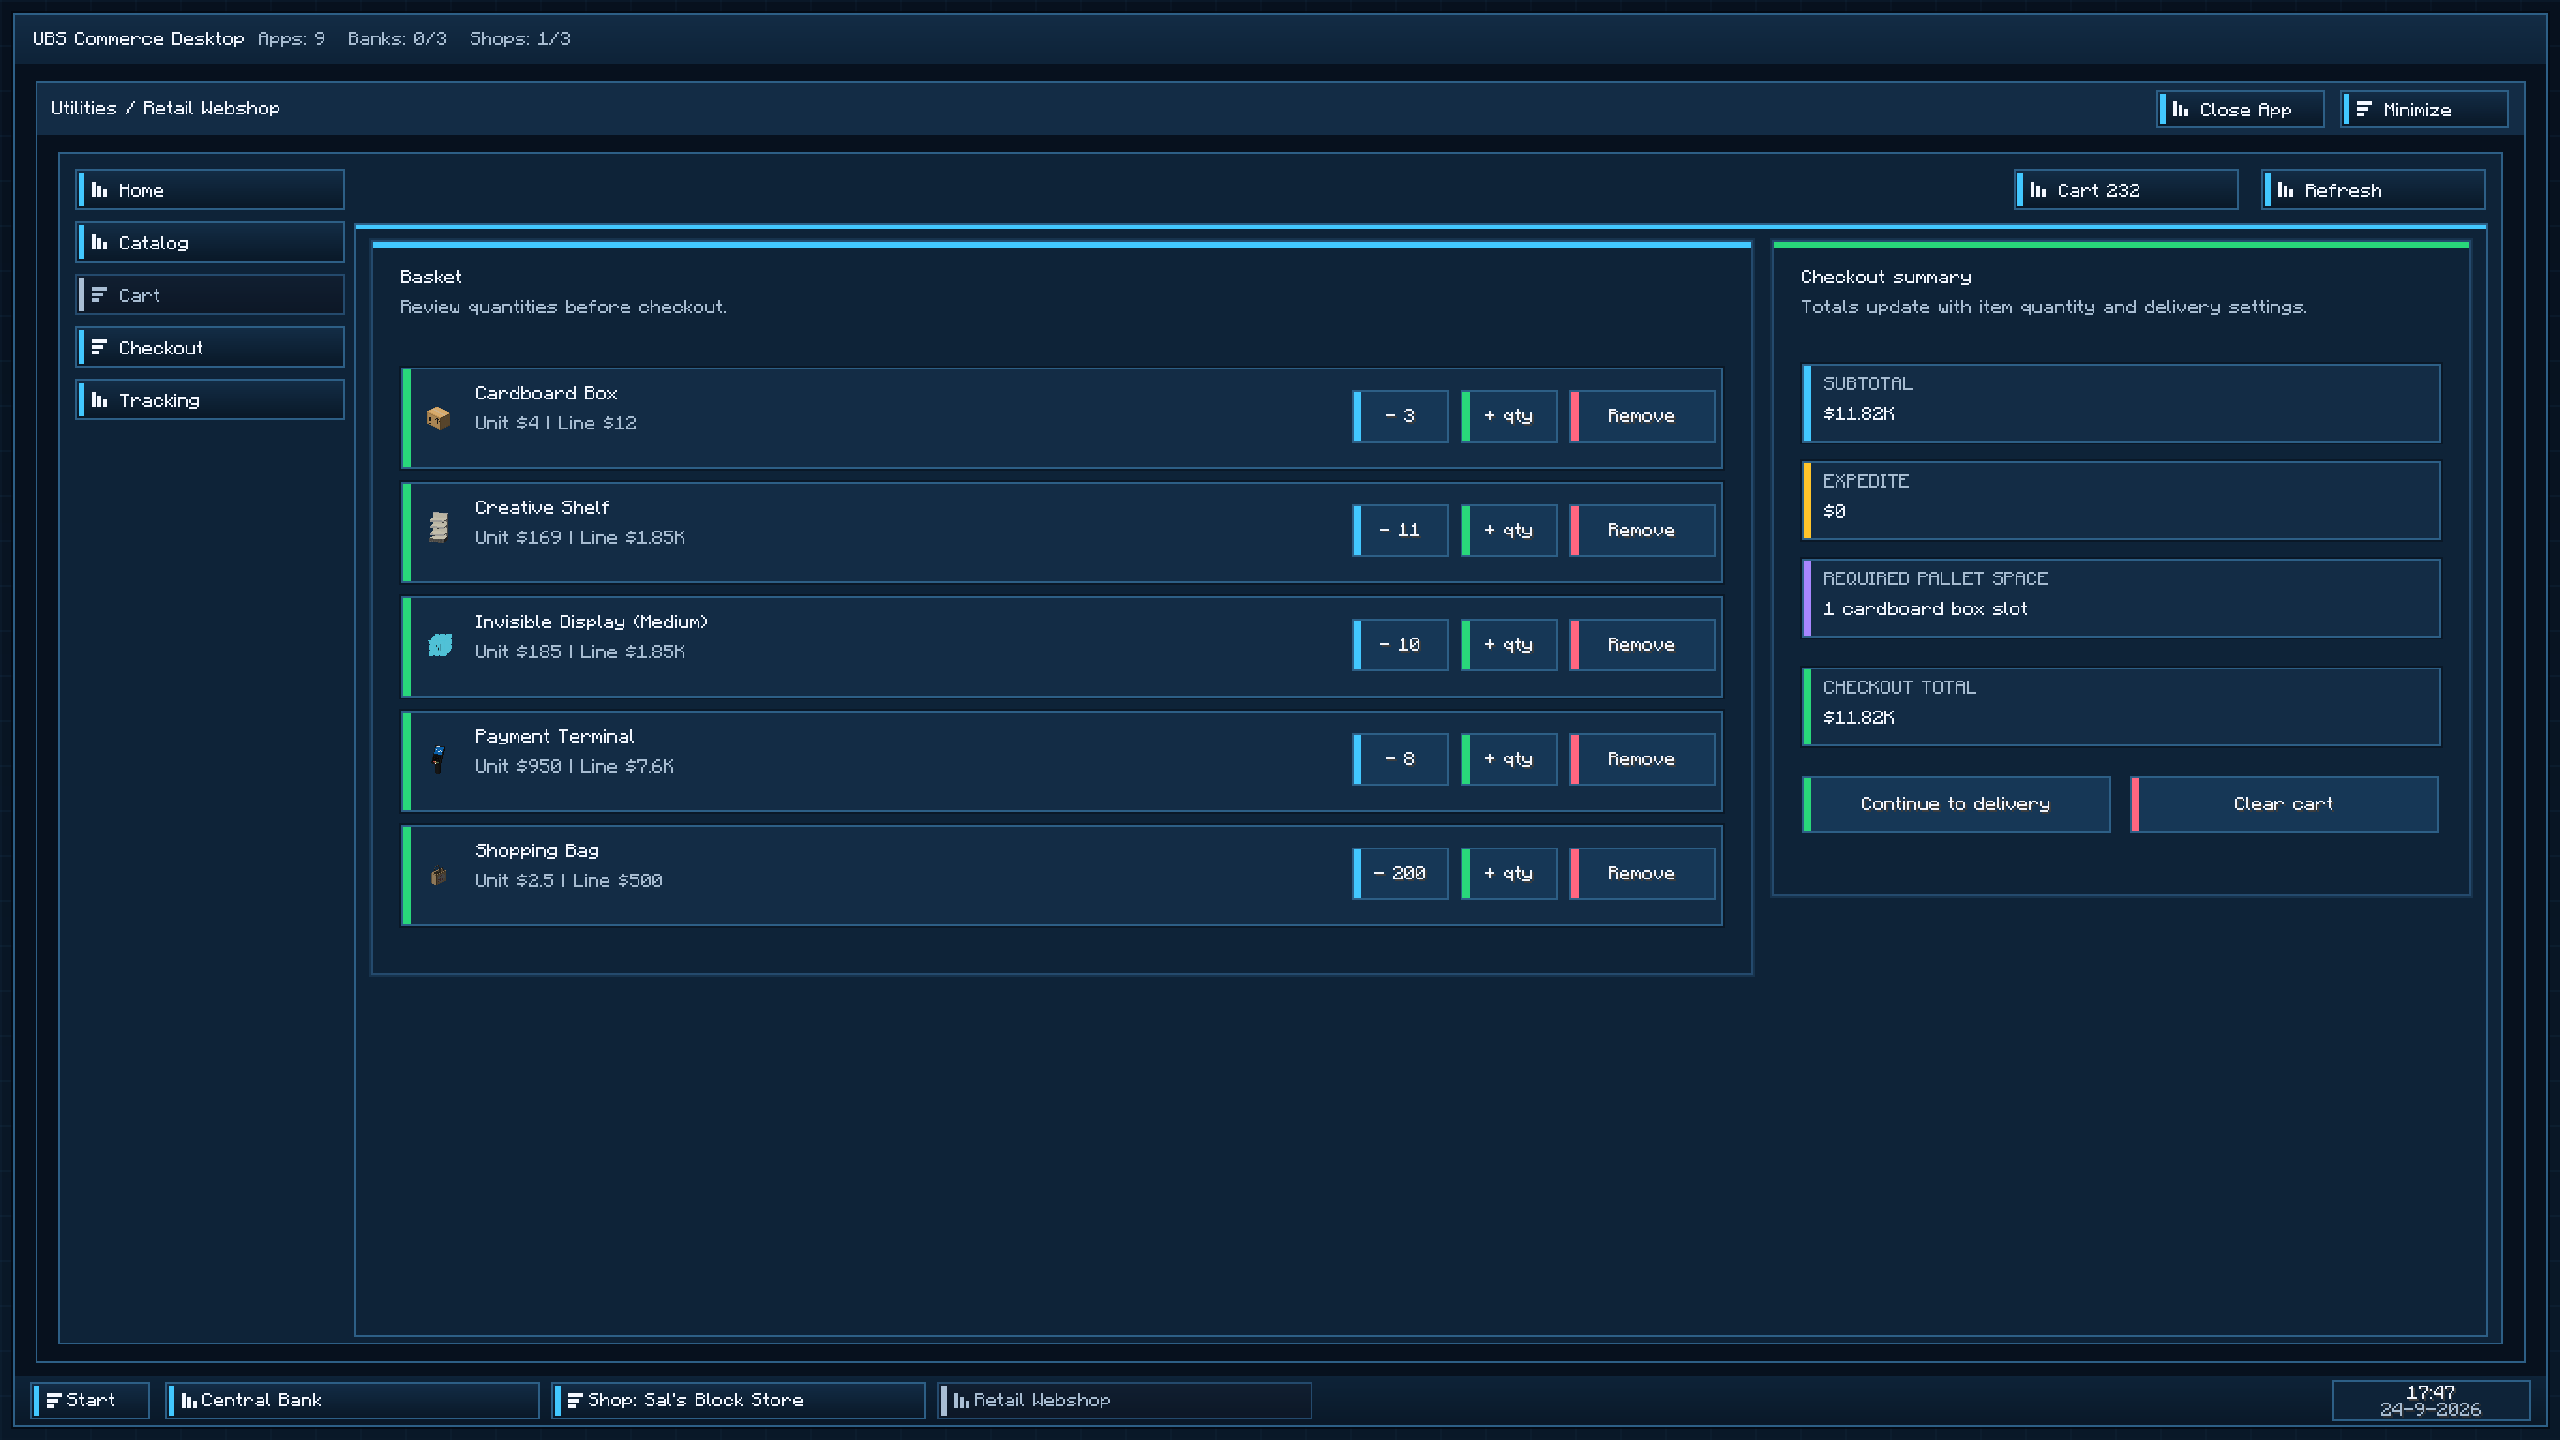 UBS Commerce Desktop Apps: 9 Banks: 0/3 Shops: 1/3
Utilities / Retail Webshop
Close App
Minimize
Home
Catalog
Cart
Checkout
Tracking
Cart 232
Refresh
Basket
Review quantities before checkout.
Cardboard Box
Unit $4 | Line $12
- 3
+ qty
Remove
Creative Shelf
Unit $169 | Line $1.85K
- 11
+ qty
Remove
Invisible Display (Medium)
Unit $185 | Line $1.85K
- 10
+ qty
Remove
Payment Terminal
Unit $950 | Line $7.6K
- 8
+ qty
Remove
Shopping Bag
Unit $2.5 | Line $500
- 200
+ qty
Remove
Checkout summary
Totals update with item quantity and delivery settings.
SUBTOTAL
$11.82K
EXPEDITE
$0
REQUIRED PALLET SPACE
1 cardboard box slot
CHECKOUT TOTAL
$11.82K
Continue to delivery
Clear cart
Start
Central Bank
Shop: Sal's Block Store
Retail Webshop
17:47
24-9-2026